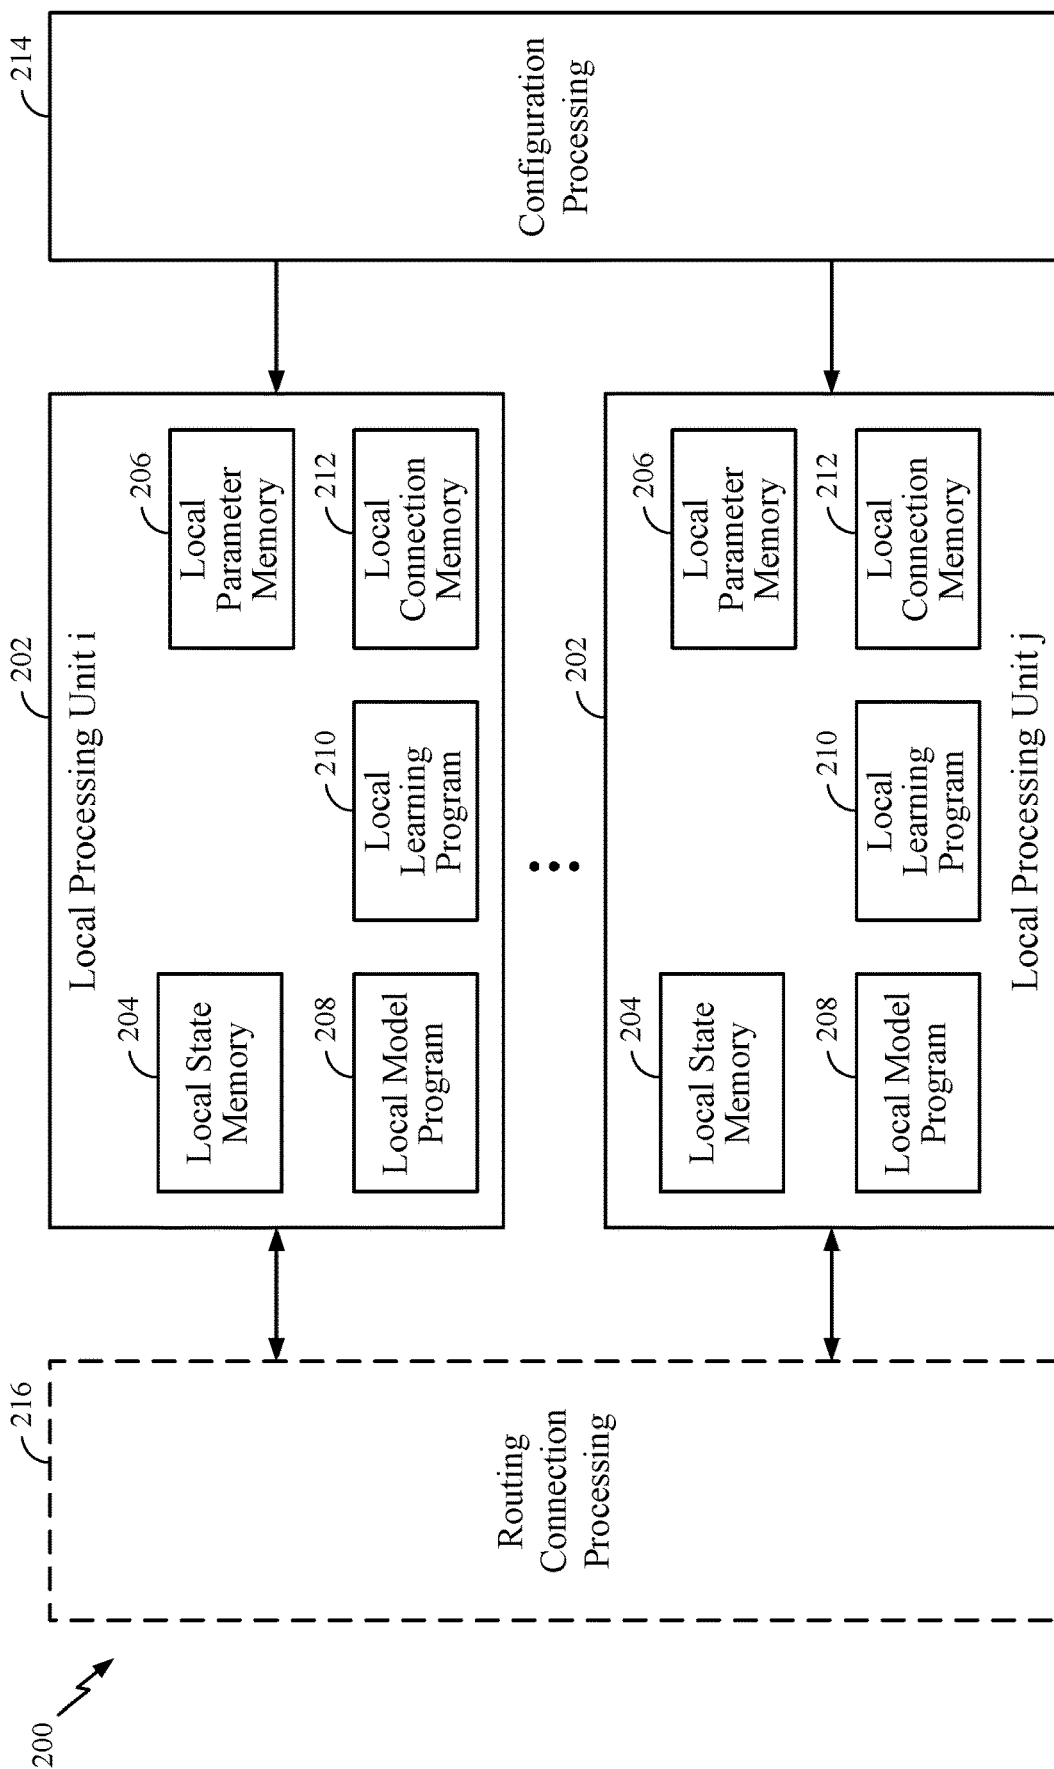 200
216
Routing
Connection
Processing
202
Local Processing Unit i
204
Local State
Memory
206
Local
Parameter
Memory
208
Local Model
Program
210
Local
Learning
Program
212
Local
Connection
Memory
202
204
Local State
Memory
206
Local
Parameter
Memory
208
Local Model
Program
210
Local
Learning
Program
212
Local
Connection
Memory
Local Processing Unit j
214
Configuration
Processing